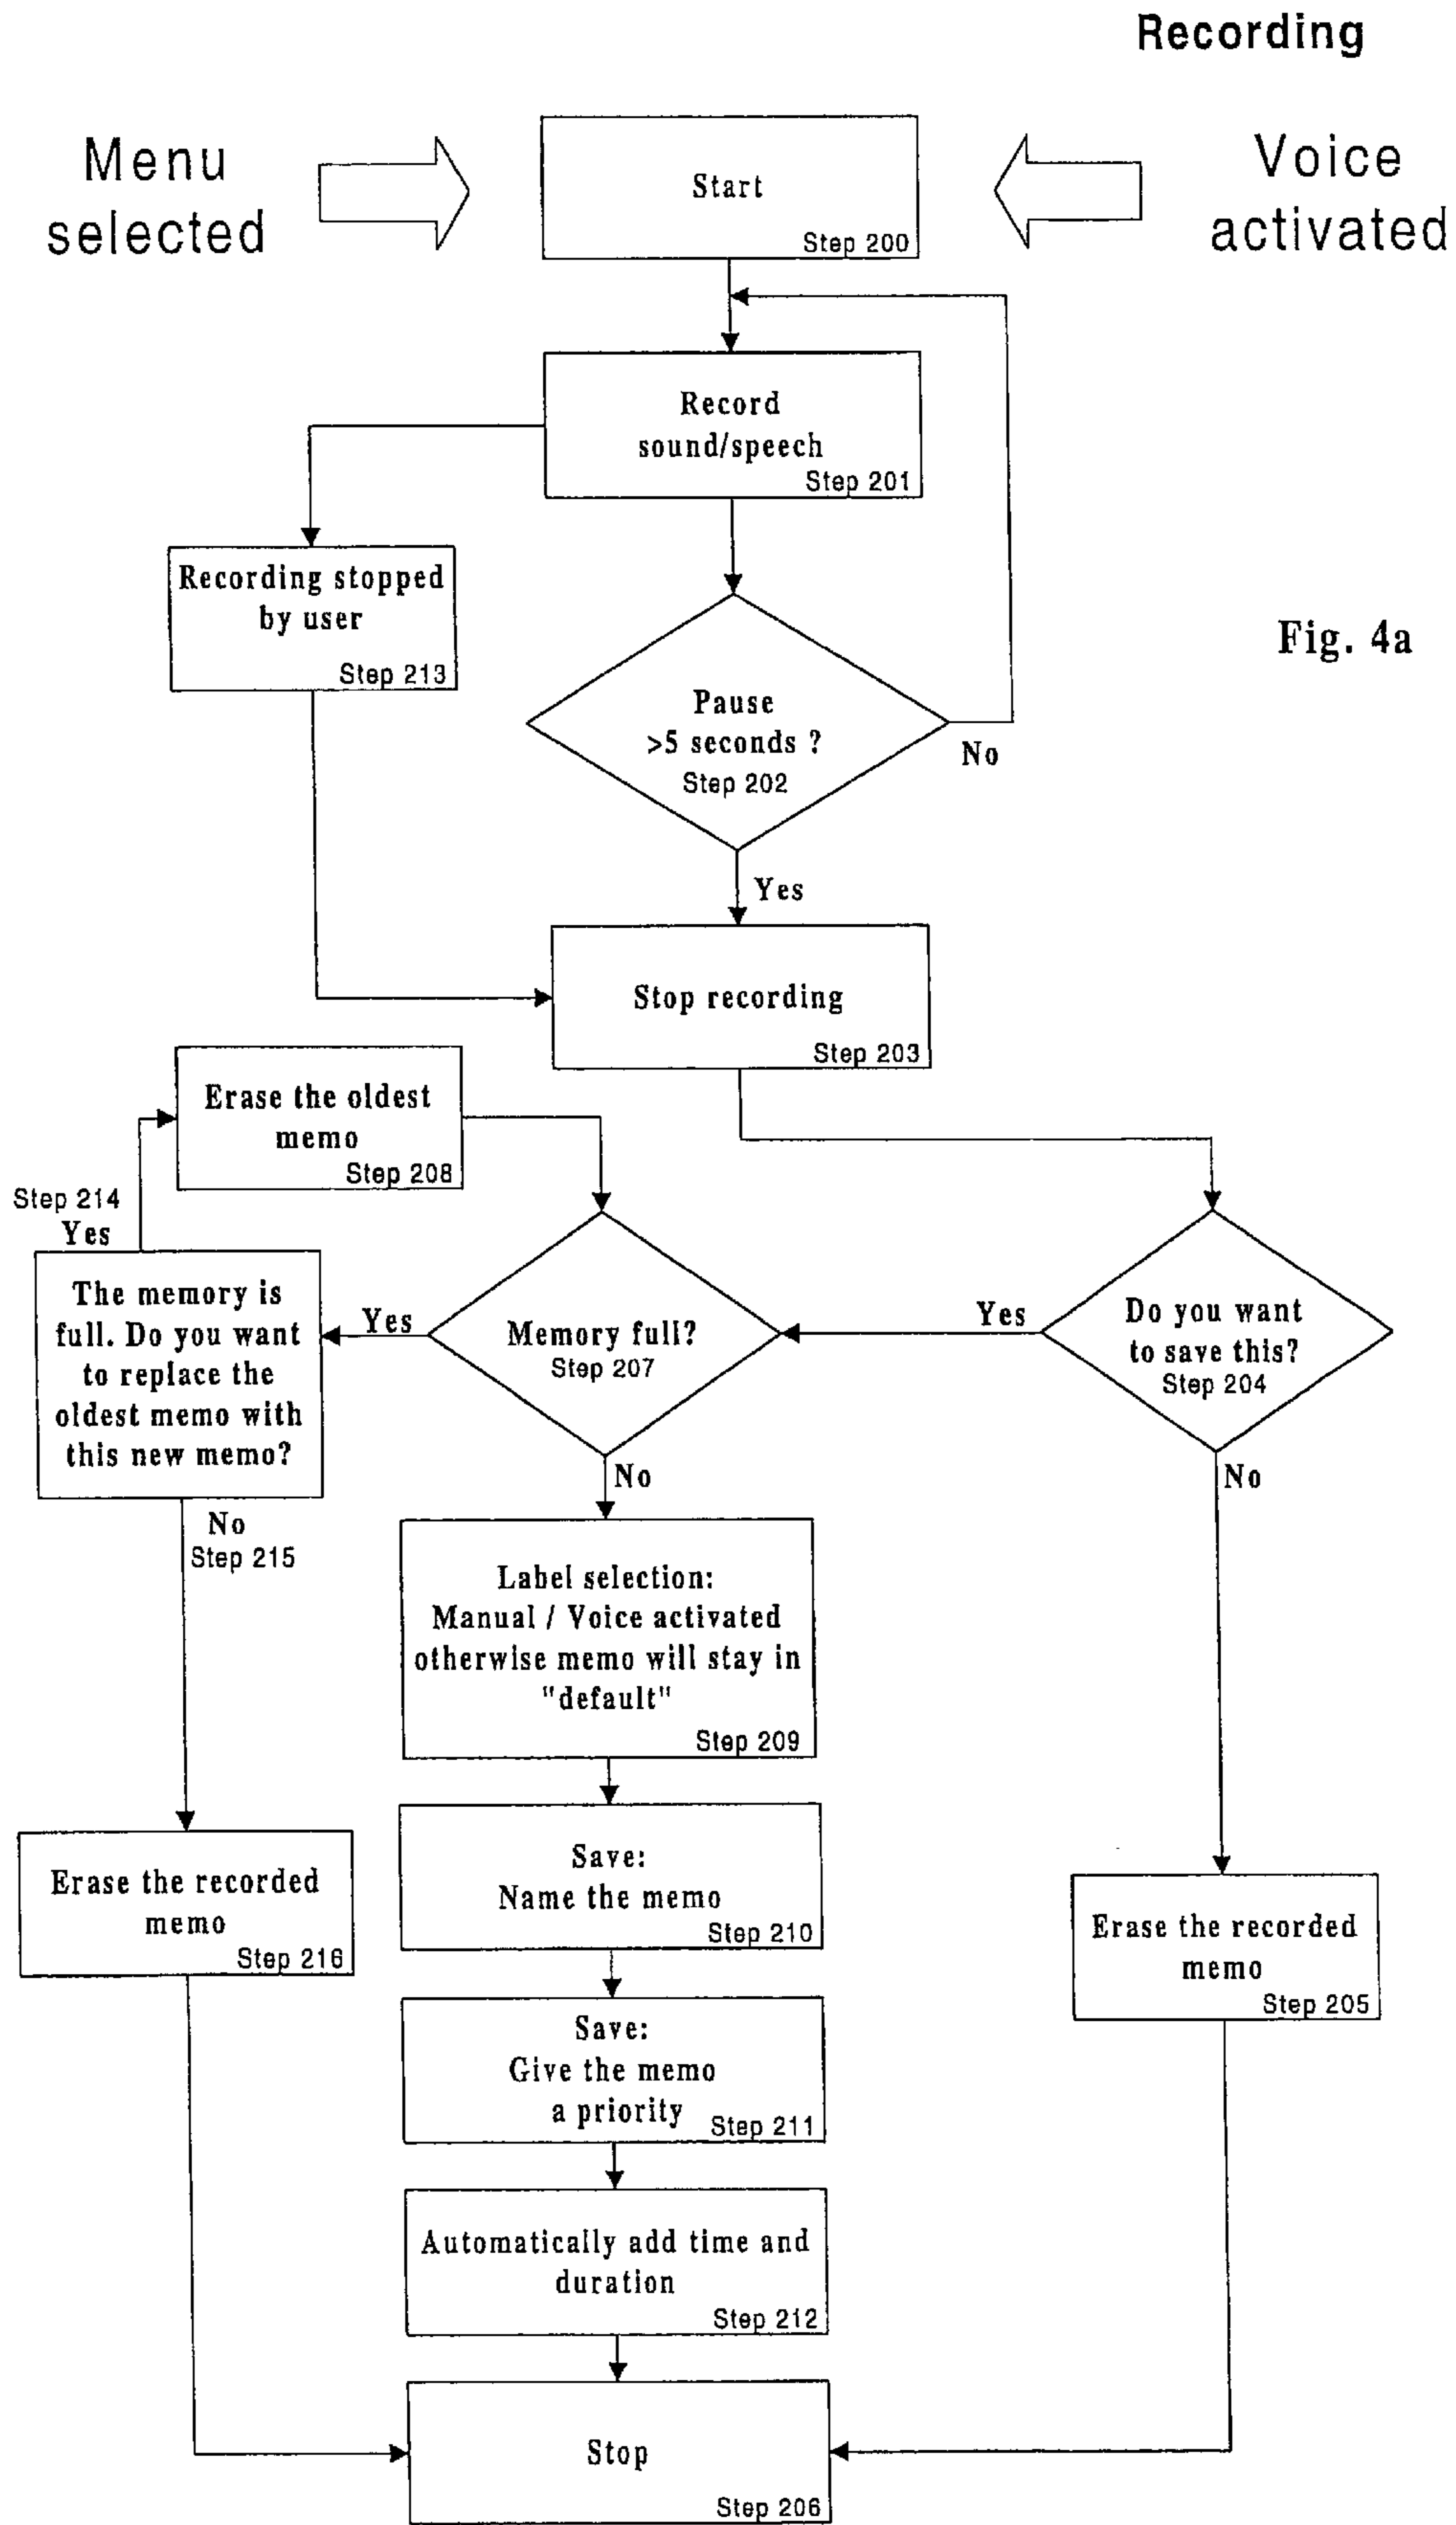 Recording
Menu
selected
Start
Step 200
Voice
activated
Record
sound/speech
Step 201
Recording stopped
by user
Step 213
Fig. 4a
Pause
>5 seconds ?
Step 202
No
Yes
Stop recording
Step 203
Erase the oldest
memo
Step 208
Step 214
Yes
The memory is
full. Do you want
to replace the
oldest memo with
this new memo?
Yes
Memory full?
Step 207
Yes
Do you want
to save this?
Step 204
No
No
No
Step 215
Label selection:
Manual / Voice activated
otherwise memo will stay in
"default"
Step 209
Save:
Name the memo
Step 210
Erase the recorded
memo
Step 216
Erase the recorded
memo
Step 205
Save:
Give the memo
a priority
Step 211
Automatically add time and
duration
Step 212
Stop
Step 206